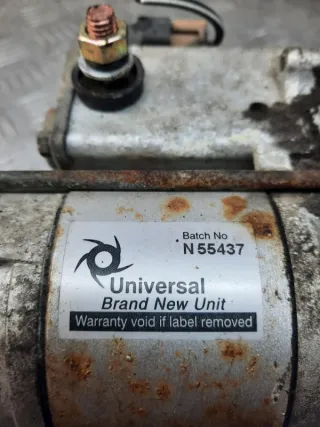 Batch No
N 55437
Universal
Brand New Unit
Warranty void if label removed